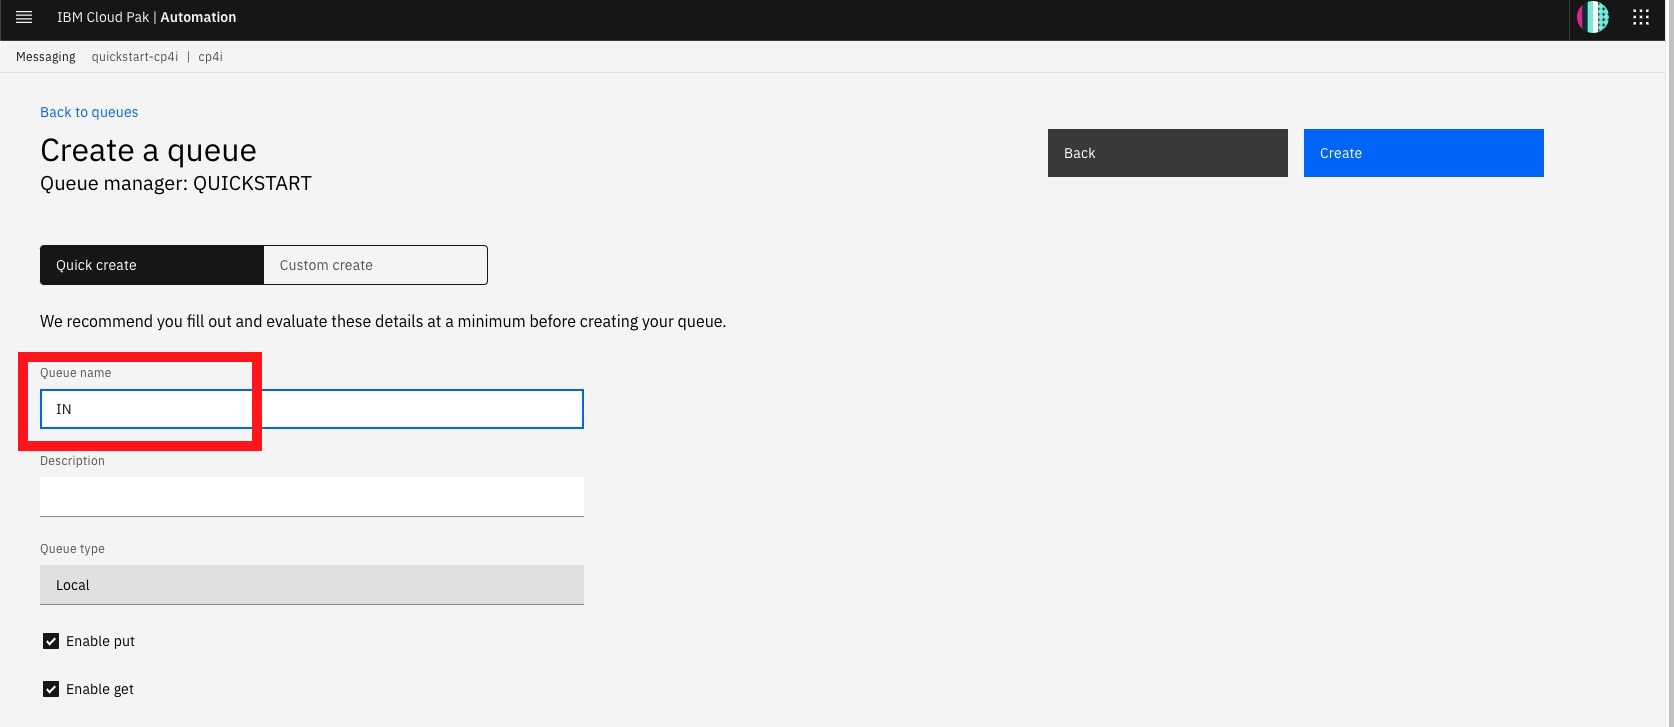 IBM Cloud Pak | Automation
Messaging quickstart-cp4i | cp4i
Back to queues
Create a queue
Queue manager: QUICKSTART
Back
Create
Quick create
Custom create
We recommend you fill out and evaluate these details at a minimum before creating your queue.
Queue name
IN
Description
Queue type
Local
Enable put
Enable get